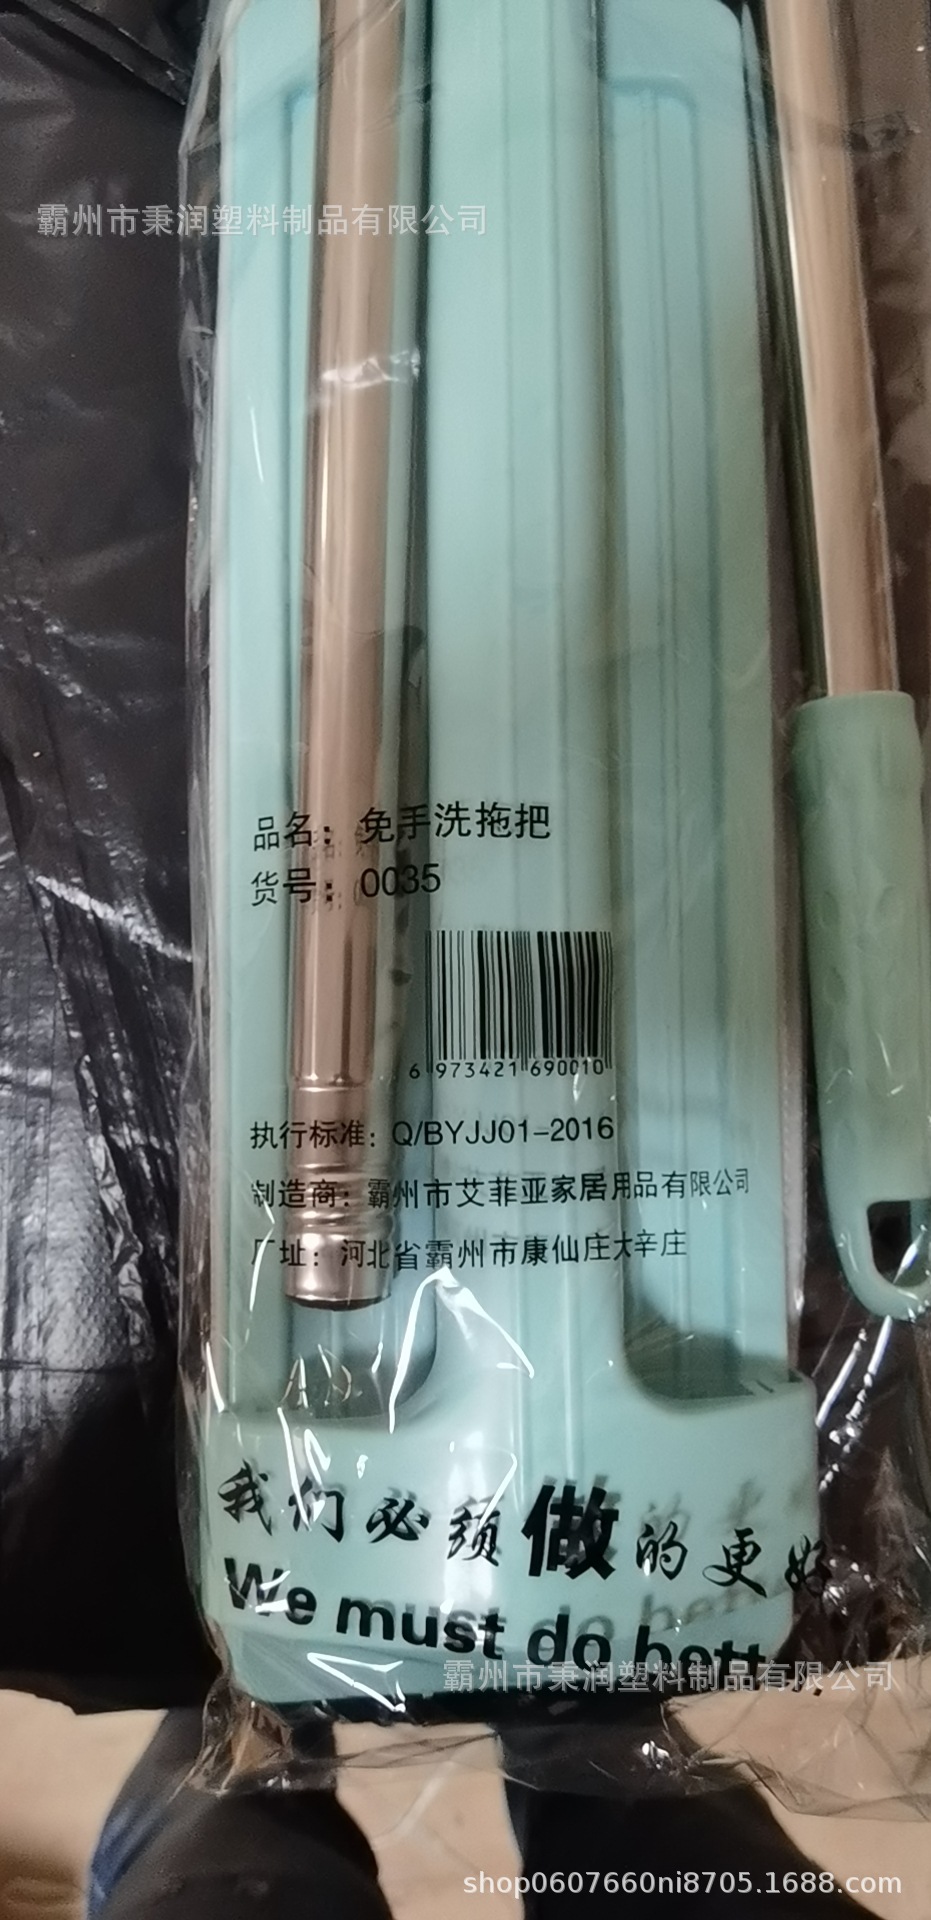 霸州市秉润塑料制品有限公司
品名：免手洗拖把
货号：0035
6 973421 690010
执行标准：Q/BYJJ01-2016
制造商：霸州市艾菲亚家居用品有限公司
厂址：河北省霸州市康仙庄大辛庄
我们必须做的更好
We must do
霸州市秉润塑料制品有限公司
shop0607660ni8705.1688.com